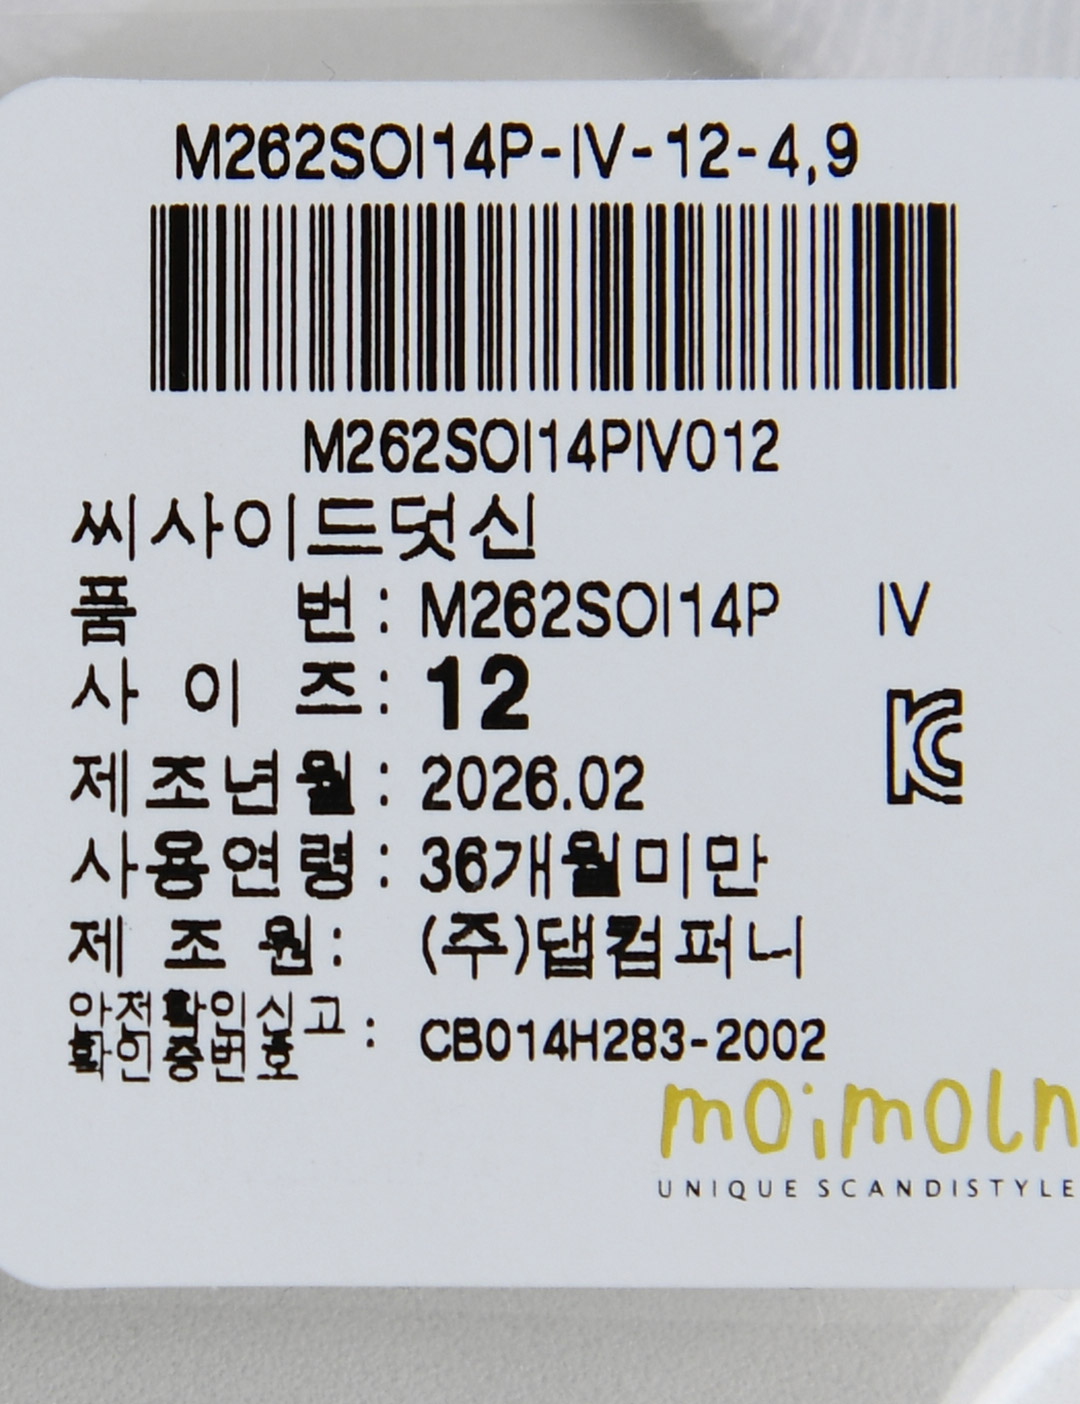 M262SOI14P-IV-12-4,9
M262SOI14PIV012
씨사이드덧신
품 번 : M262SOI14P IV
사 이 즈 : 12
제조년월 : 2026.02
사용연령 : 36개월미만
제 조 원 : (주)댑컴퍼니
안전확인신고
확인증번호 : CB014H283-2002
KC
moimoln
UNIQUE SCANDISTYLE